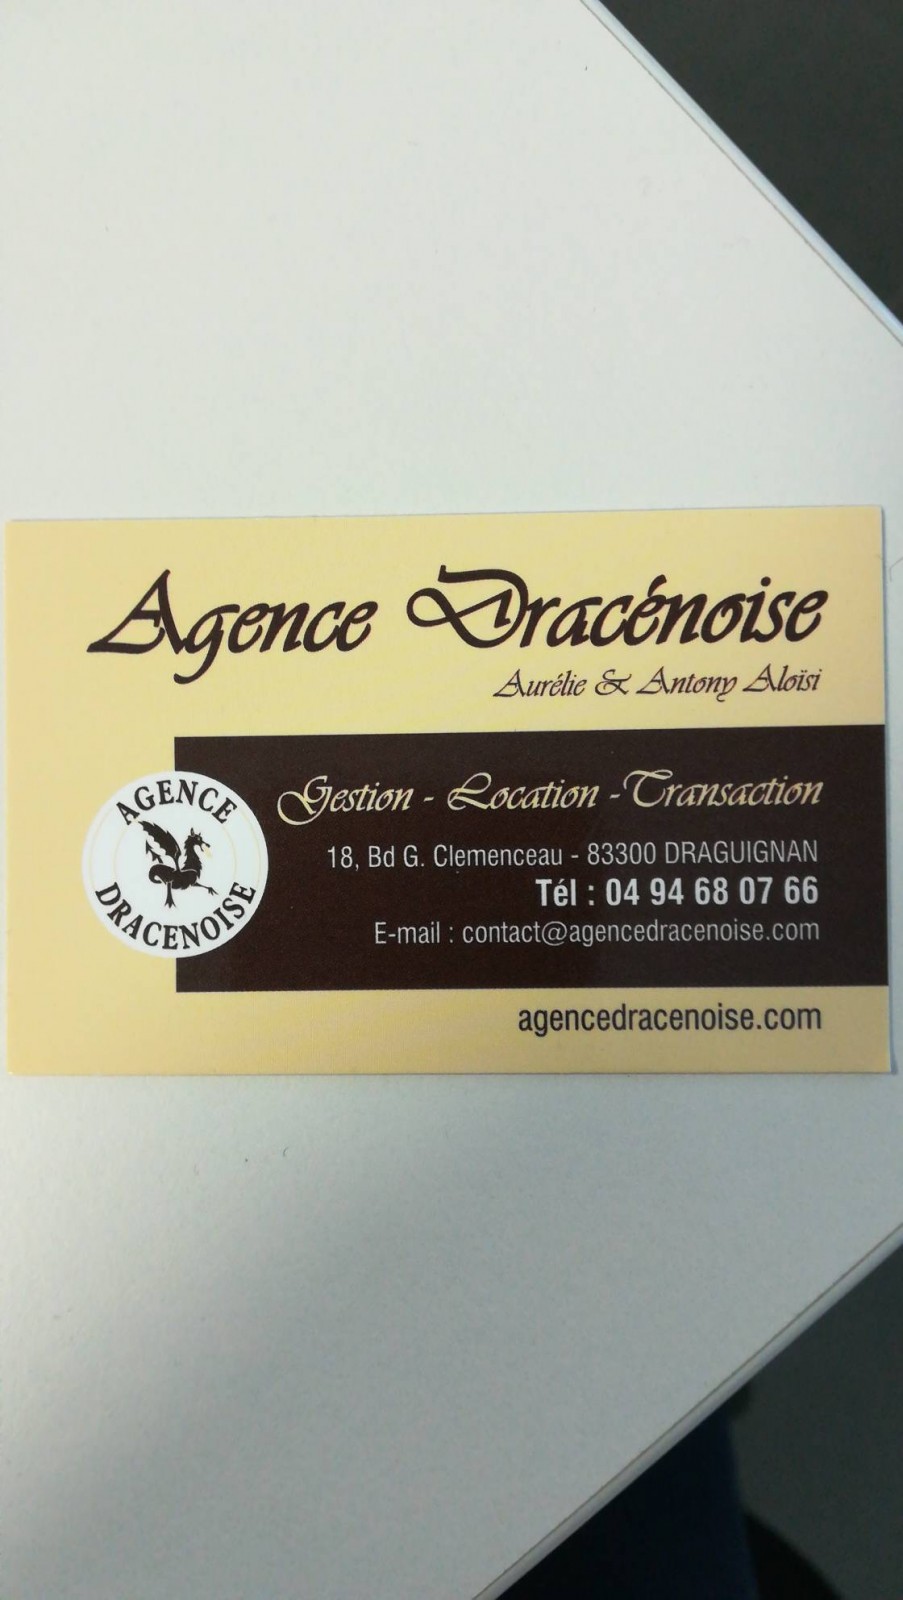 Agence Dracénoise
Aurélie & Antony Aloïsi
Gestion - Location -Transaction
AGENCE
DRACENOISE
18, Bd G. Clemenceau - 83300 DRAGUIGNAN
Tél : 04 94 68 07 66
E-mail : contact@agencedracenoise.com
agencedracenoise.com